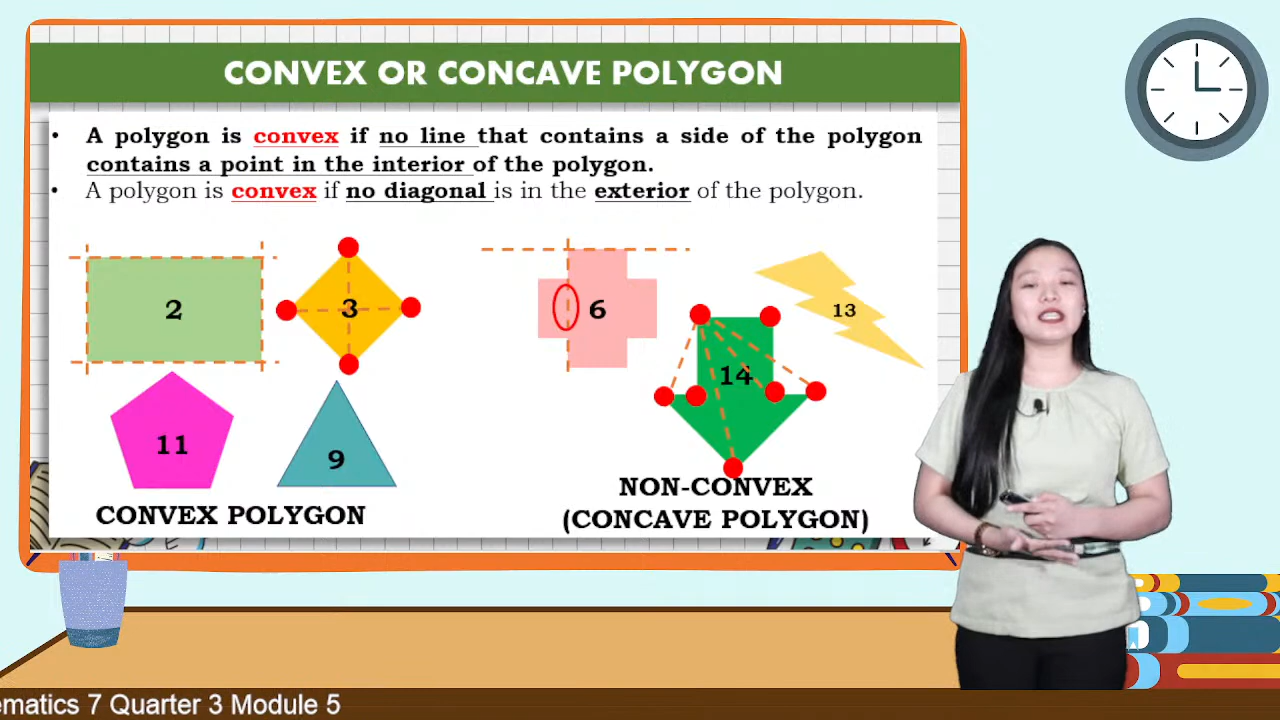 CONVEX OR CONCAVE POLYGON
• A polygon is convex if no line that contains a side of the polygon
contains a point in the interior of the polygon.
• A polygon is convex if no diagonal is in the exterior of the polygon.
2
3
6
13
14
11
9
CONVEX POLYGON
NON-CONVEX
(CONCAVE POLYGON)
ematics 7 Quarter 3 Module 5